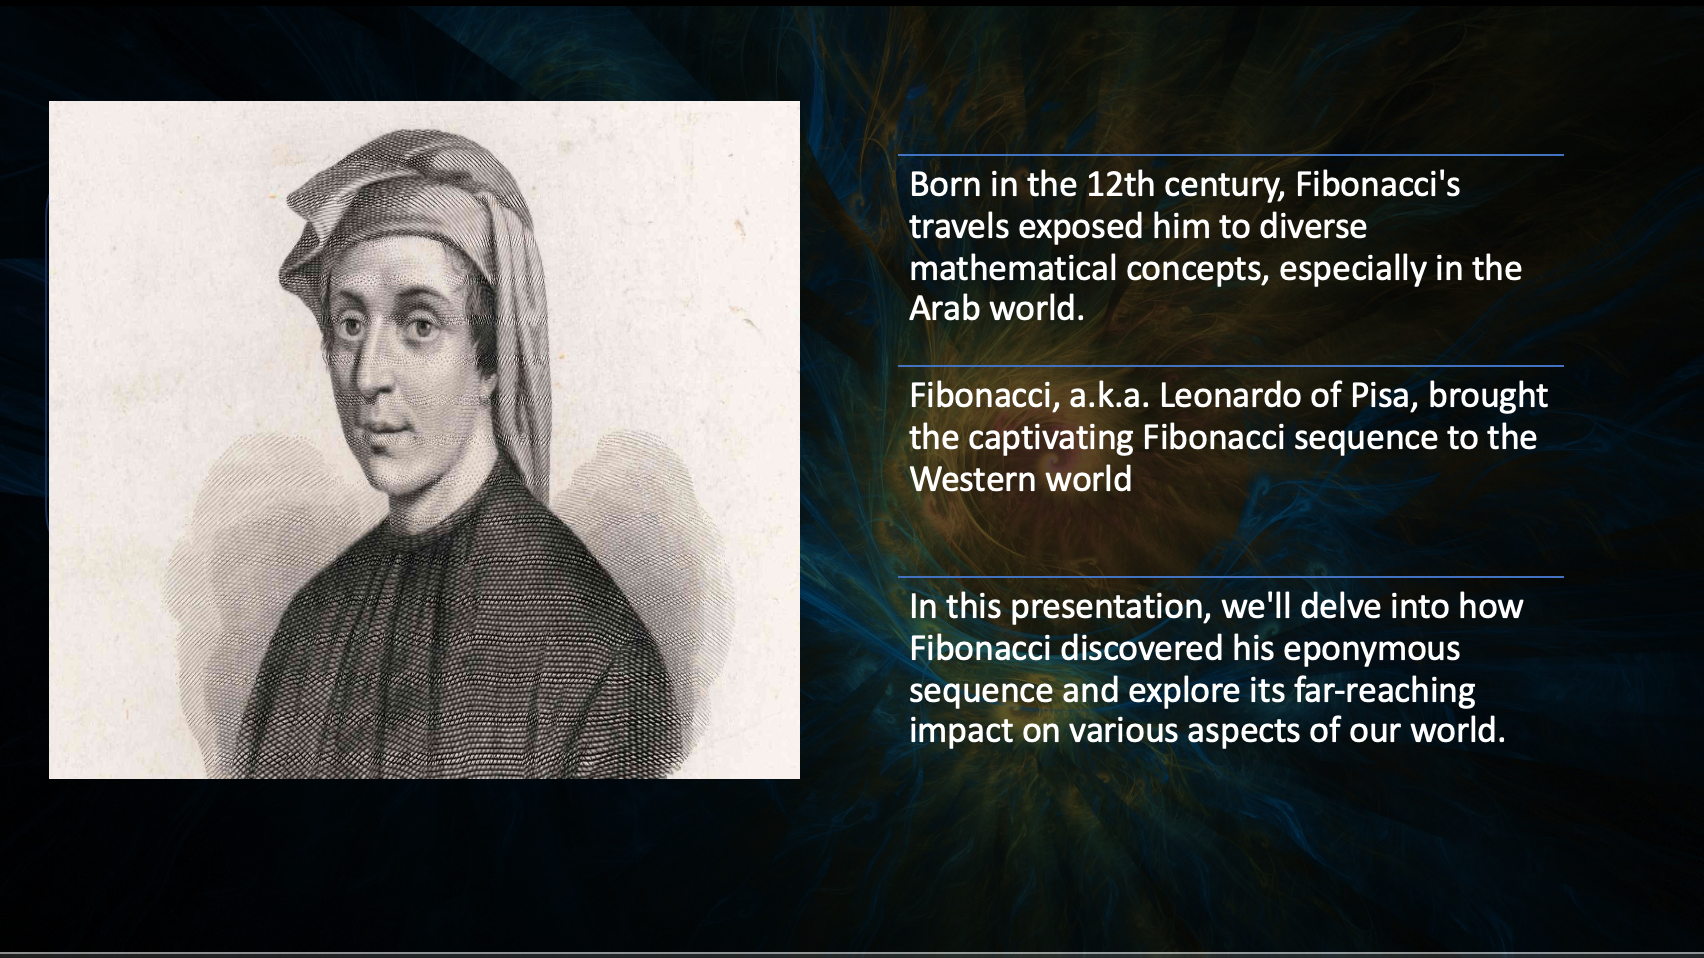 Born in the 12th century, Fibonacci's
travels exposed him to diverse
mathematical concepts, especially in the
Arab world.
Fibonacci, a.k.a. Leonardo of Pisa, brought
the captivating Fibonacci sequence to the
Western world
In this presentation, we'll delve into how
Fibonacci discovered his eponymous
sequence and explore its far-reaching
impact on various aspects of our world.